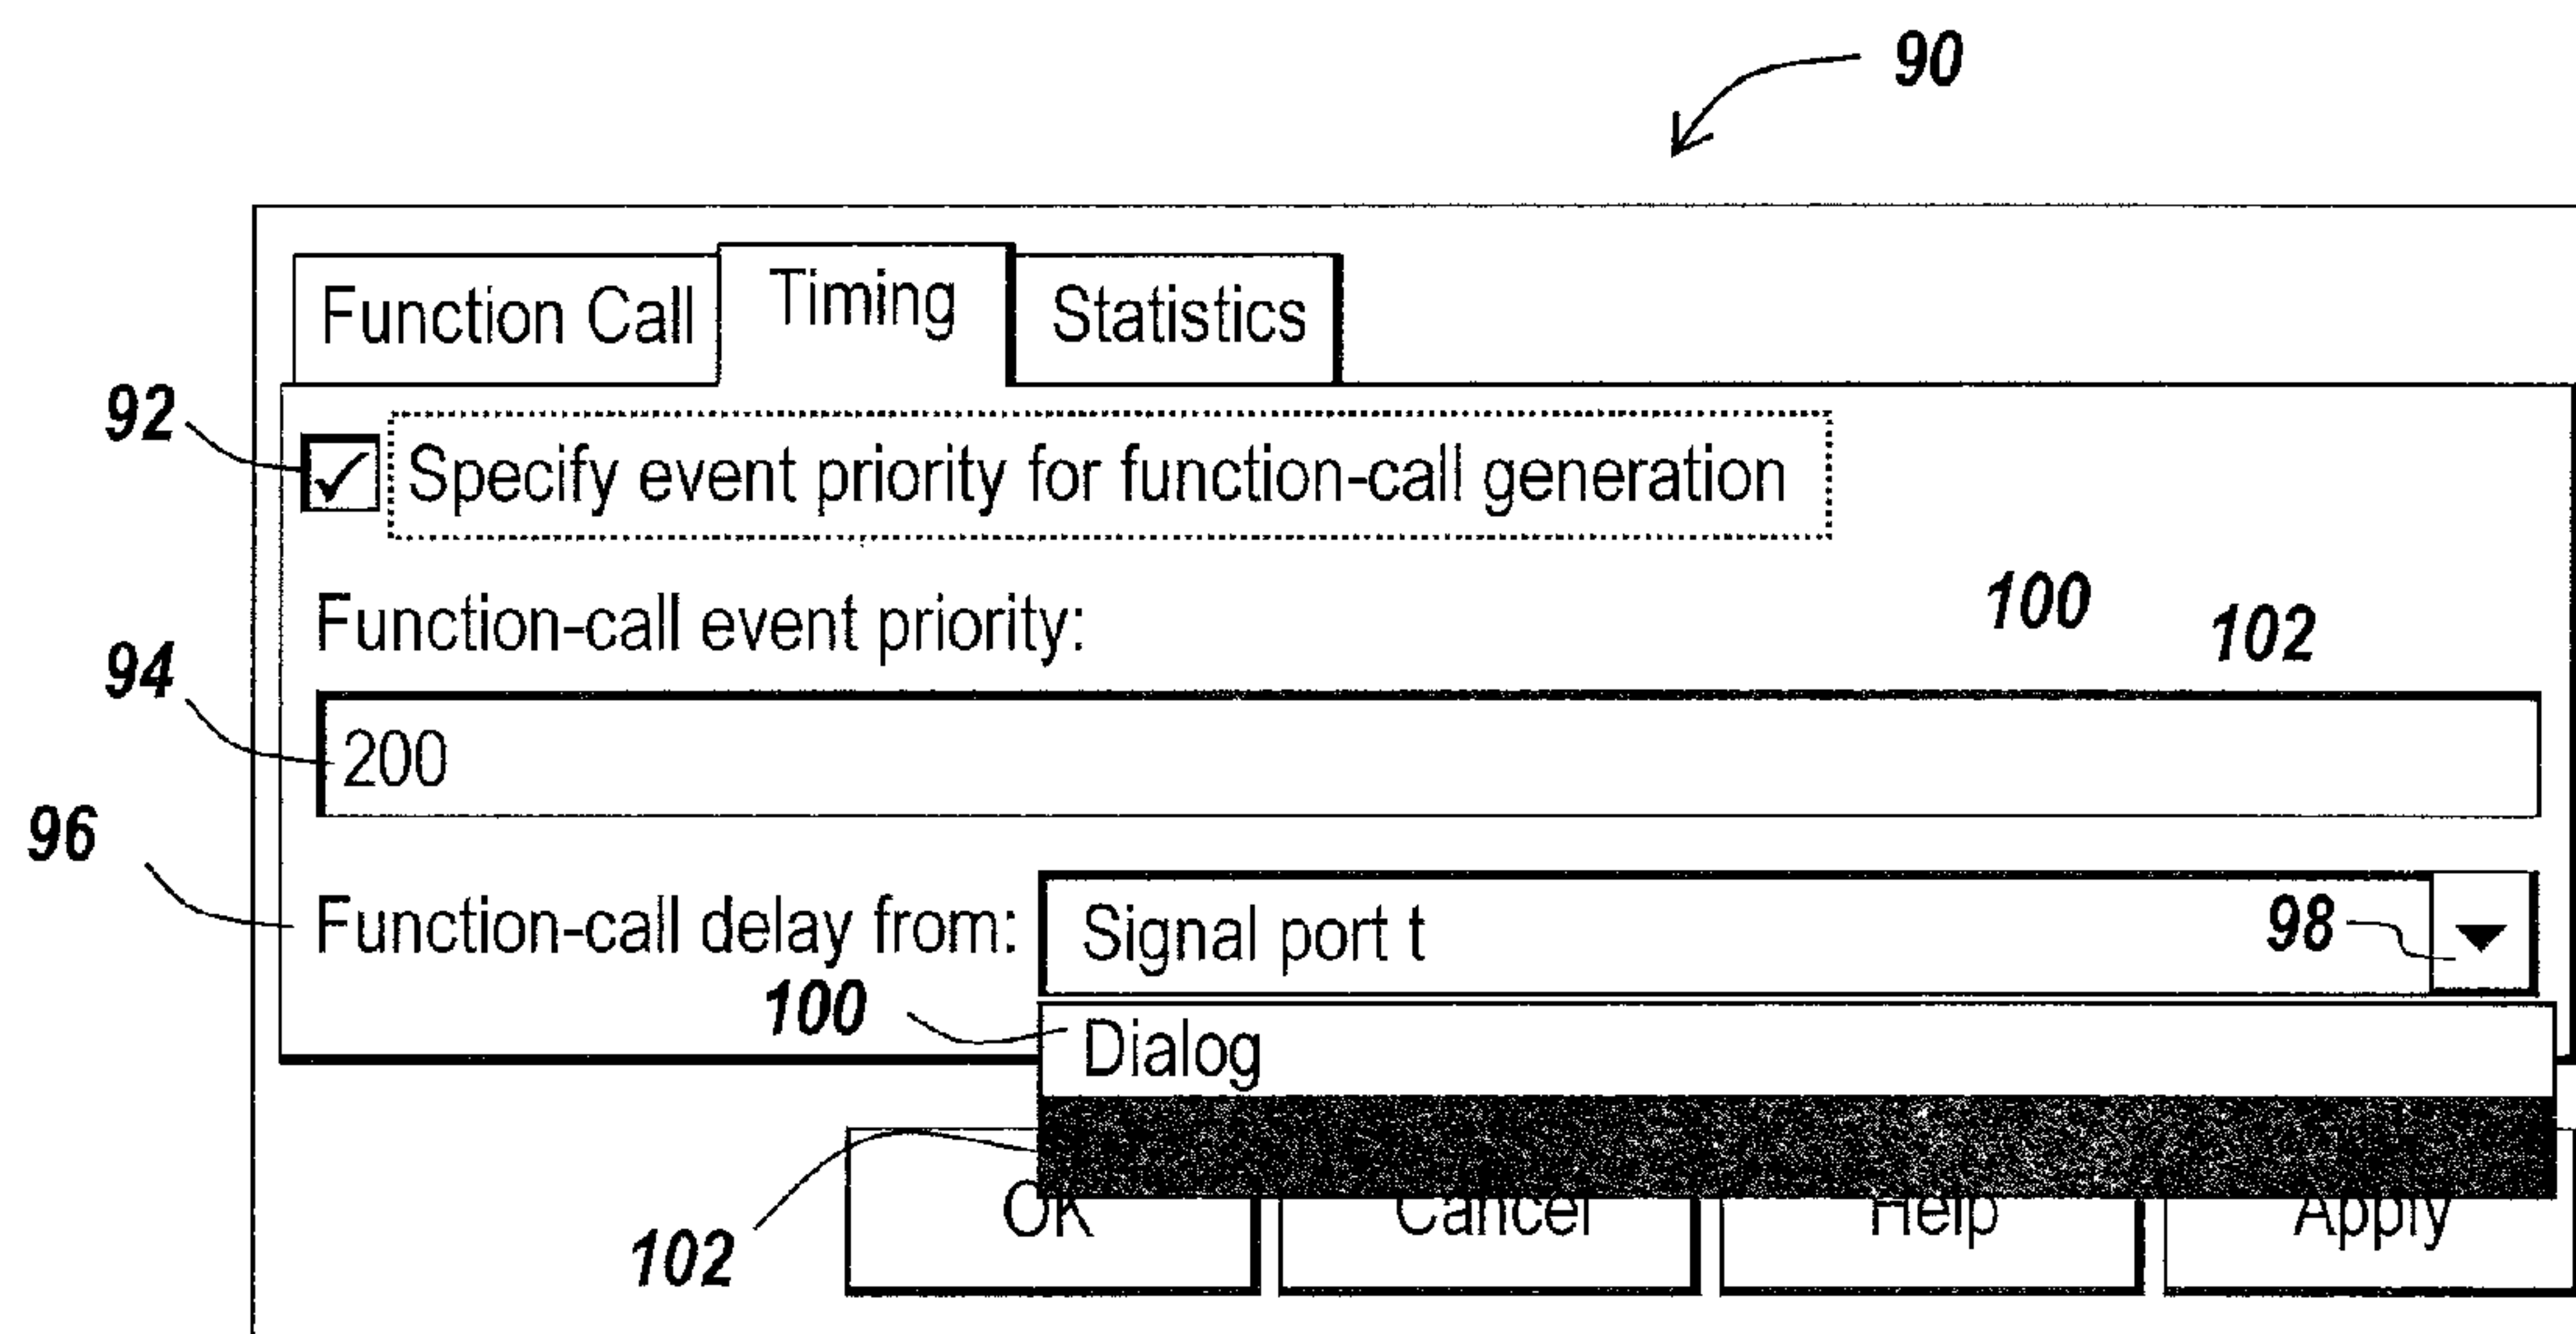 90
Function Call Timing Statistics
92
Specify event priority for function-call generation
Function-call event priority:
100
102
94
200
96
Function-call delay from: Signal port t
98
100
Dialog
102
OK Cancel Help Apply